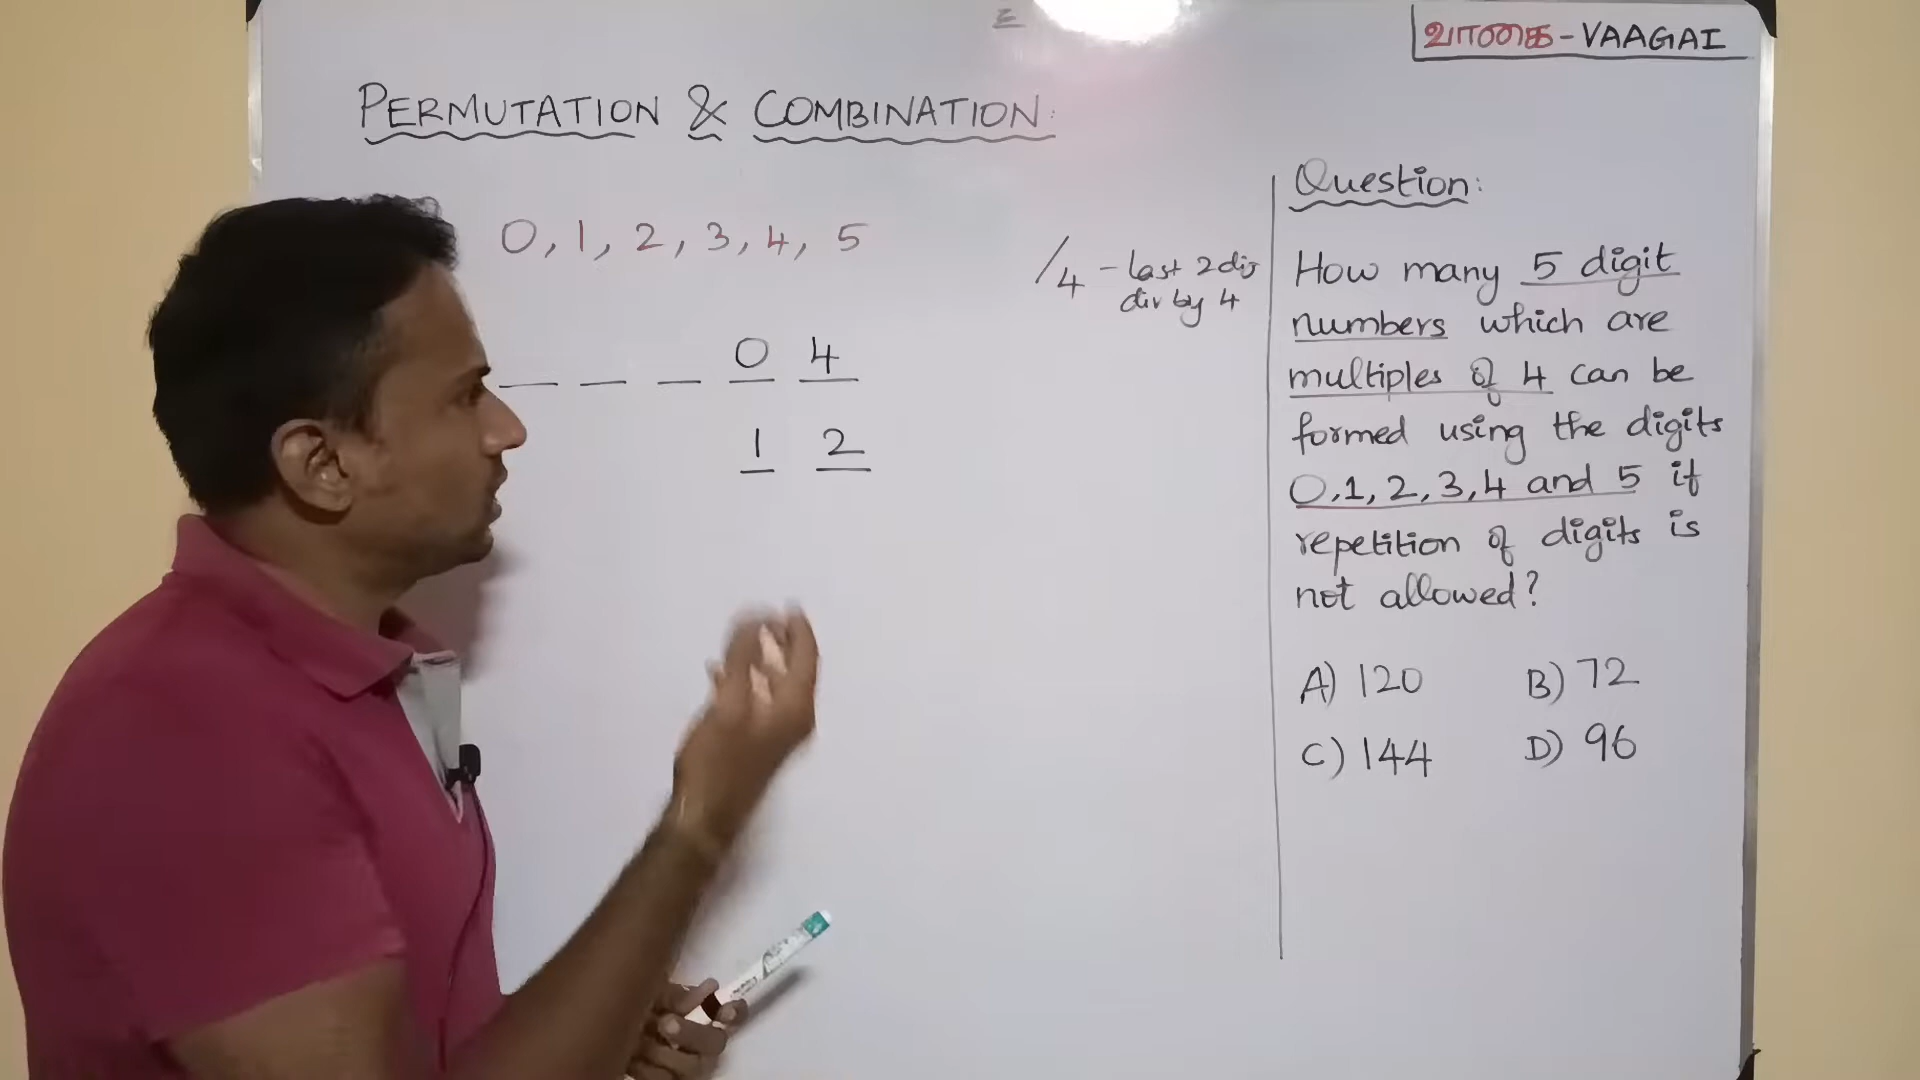 வாகை - VAAGAI
PERMUTATION & COMBINATION:
0, 1, 2, 3, 4, 5
/4 - last 2 dig
div by 4
0 4
1 2
Question:
How many 5 digit
numbers which are
multiples of 4 can be
formed using the digits
0,1,2,3,4 and 5 if
repetition of digits is
not allowed?
A) 120 B) 72
C) 144 D) 96